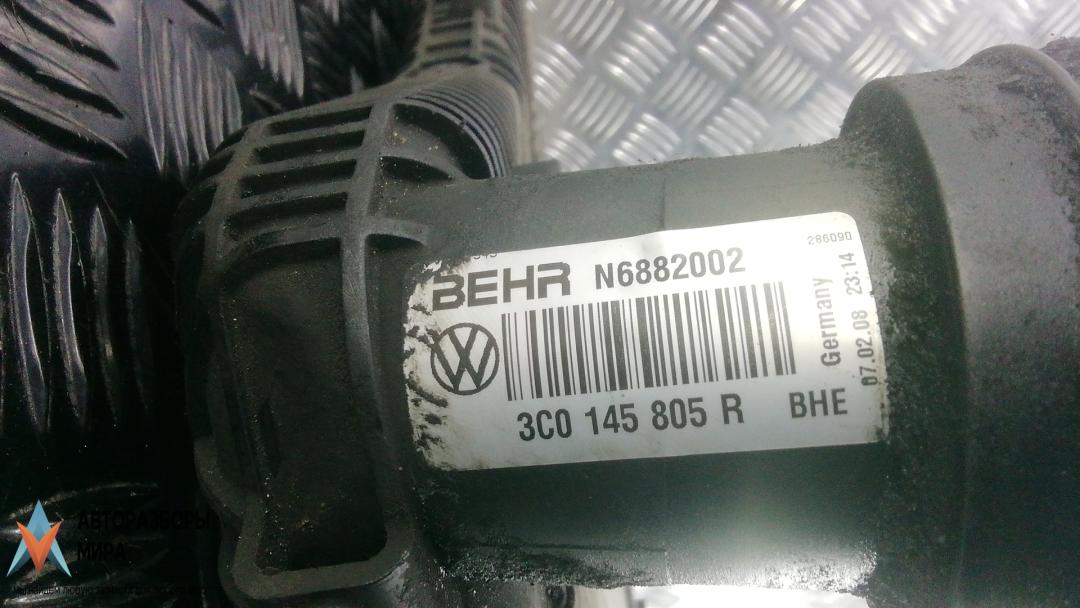 BEHR N6882002
286090
3C0 145 805 R BHE
Germany
07.02.08 23:14
АВТОРАЗБОРЫ
МИРА